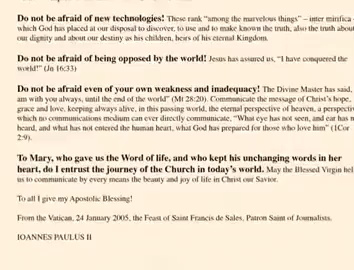 Do not be afraid of new technologies! These rank “among the marvelous things” – inter mirifica –
which God has placed at our disposal to discover, to use and to make known the truth, also the truth about
our dignity and about our destiny as his children, heirs of his eternal Kingdom.
Do not be afraid of being opposed by the world! Jesus has assured us, “I have conquered the
world!” (Jn 16:33)
Do not be afraid even of your own weakness and inadequacy! The Divine Master has said,
am with you always, until the end of the world” (Mt 28:20). Communicate the message of Christ’s hope,
grace and love, keeping always alive, in this passing world, the eternal perspective of heaven, a perspectiv
which no communications medium can ever directly communicate, “What eye has not seen, and ear has n
heard, and what has not entered the human heart, what God has prepared for those who love him” (1Cor
2:9).
To Mary, who gave us the Word of life, and who kept his unchanging words in her
heart, do I entrust the journey of the Church in today’s world. May the Blessed Virgin hel
us to communicate by every means the beauty and joy of life in Christ our Savior.
To all I give my Apostolic Blessing!
From the Vatican, 24 January 2005, the Feast of Saint Francis de Sales, Patron Saint of Journalists.
IOANNES PAULUS II